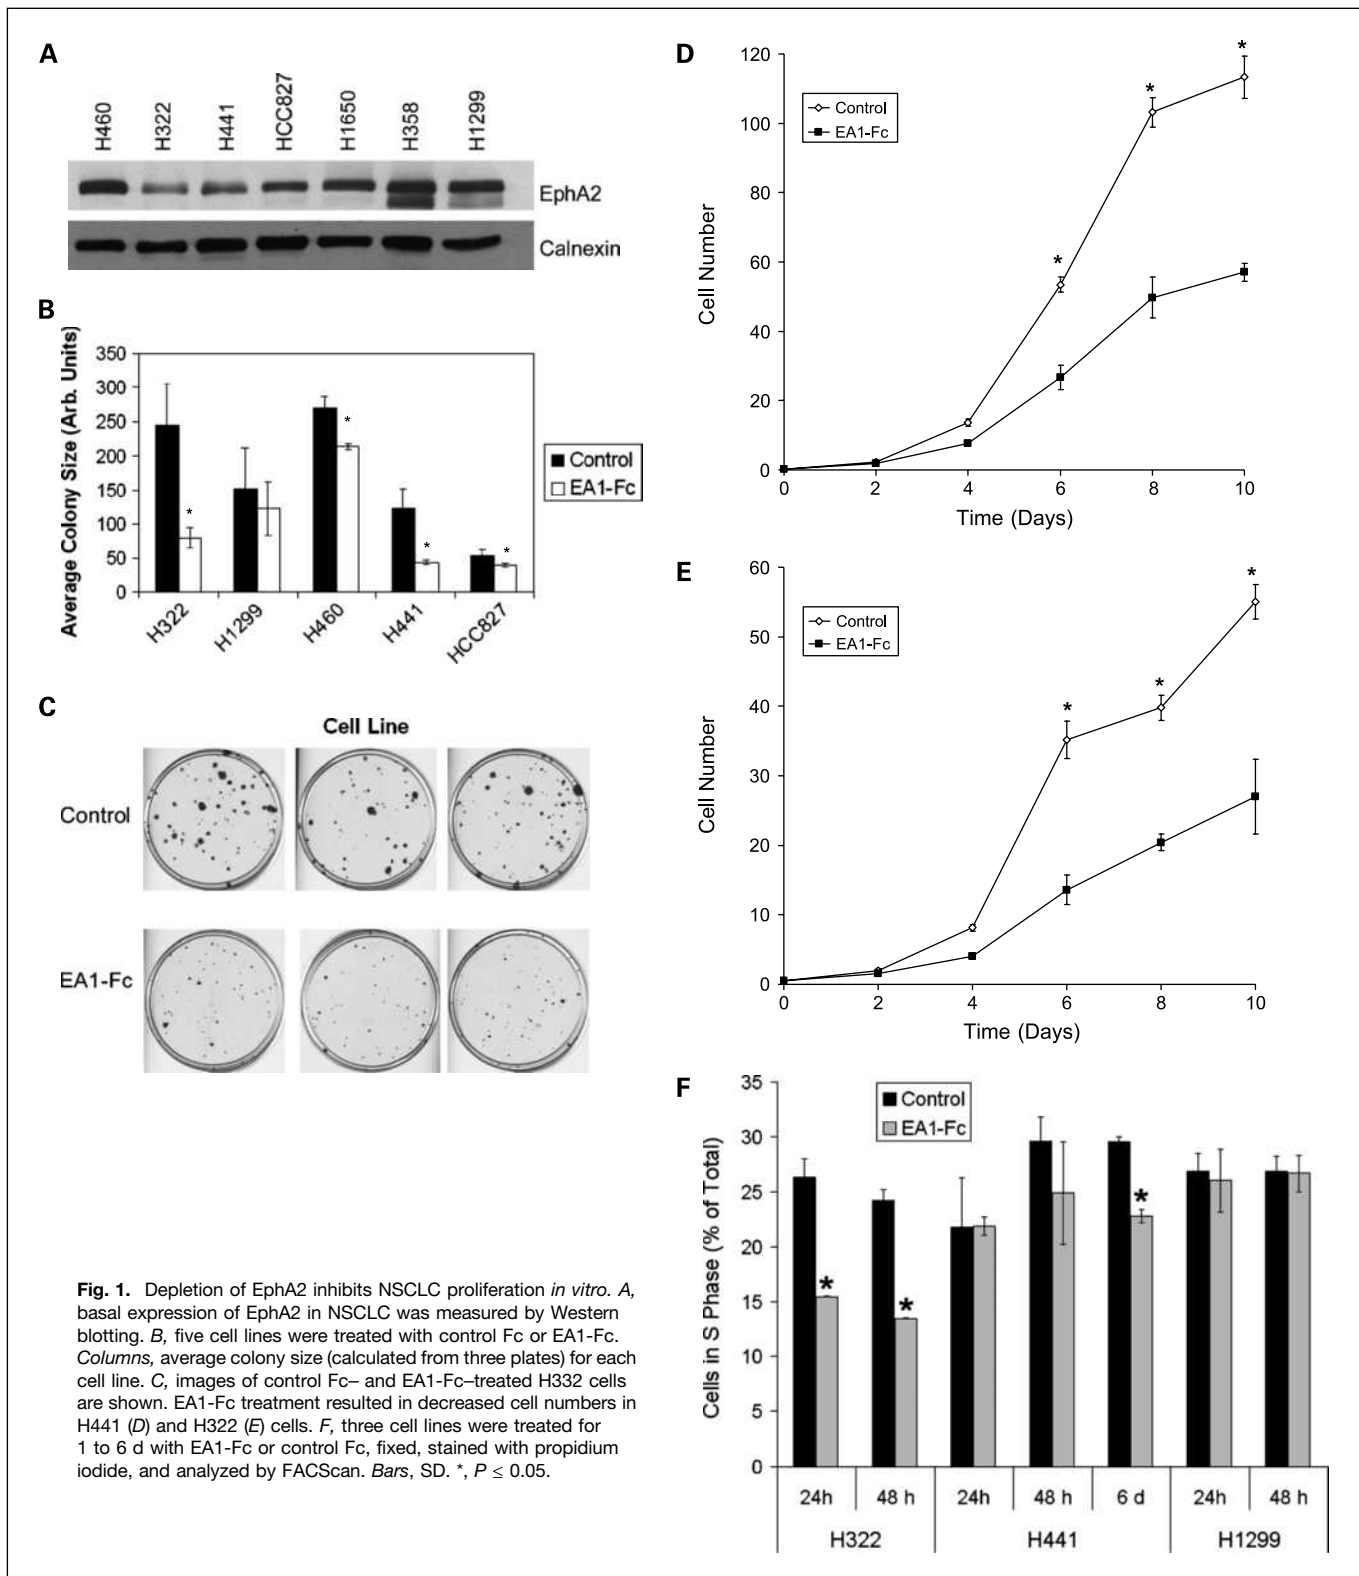 A
H460
H322
H441
HCC827
H1650
H358
H1299
EphA2
Calnexin
B
Average Colony Size (Arb. Units)
350
300
250
200
150
100
50
0
*
*
*
*
H322
H1299
H460
H441
HCC827
Control
EA1-Fc
C
Cell Line
Control
EA1-Fc
Fig. 1. Depletion of EphA2 inhibits NSCLC proliferation in vitro. A,
basal expression of EphA2 in NSCLC was measured by Western
blotting. B, five cell lines were treated with control Fc or EA1-Fc.
Columns, average colony size (calculated from three plates) for each
cell line. C, images of control Fc– and EA1-Fc–treated H332 cells
are shown. EA1-Fc treatment resulted in decreased cell numbers in
H441 (D) and H322 (E) cells. F, three cell lines were treated for
1 to 6 d with EA1-Fc or control Fc, fixed, stained with propidium
iodide, and analyzed by FACScan. Bars, SD. *, P ≤ 0.05.
D
Cell Number
120
100
80
60
40
20
0
Control
EA1-Fc
*
*
*
0 2 4 6 8 10
Time (Days)
E
Cell Number
60
50
40
30
20
10
0
Control
EA1-Fc
*
*
*
0 2 4 6 8 10
Time (Days)
F
Cells in S Phase (% of Total)
35
30
25
20
15
10
5
0
Control
EA1-Fc
*
*
*
24h 48 h 24h 48 h 6 d 24h 48 h
H322 H441 H1299